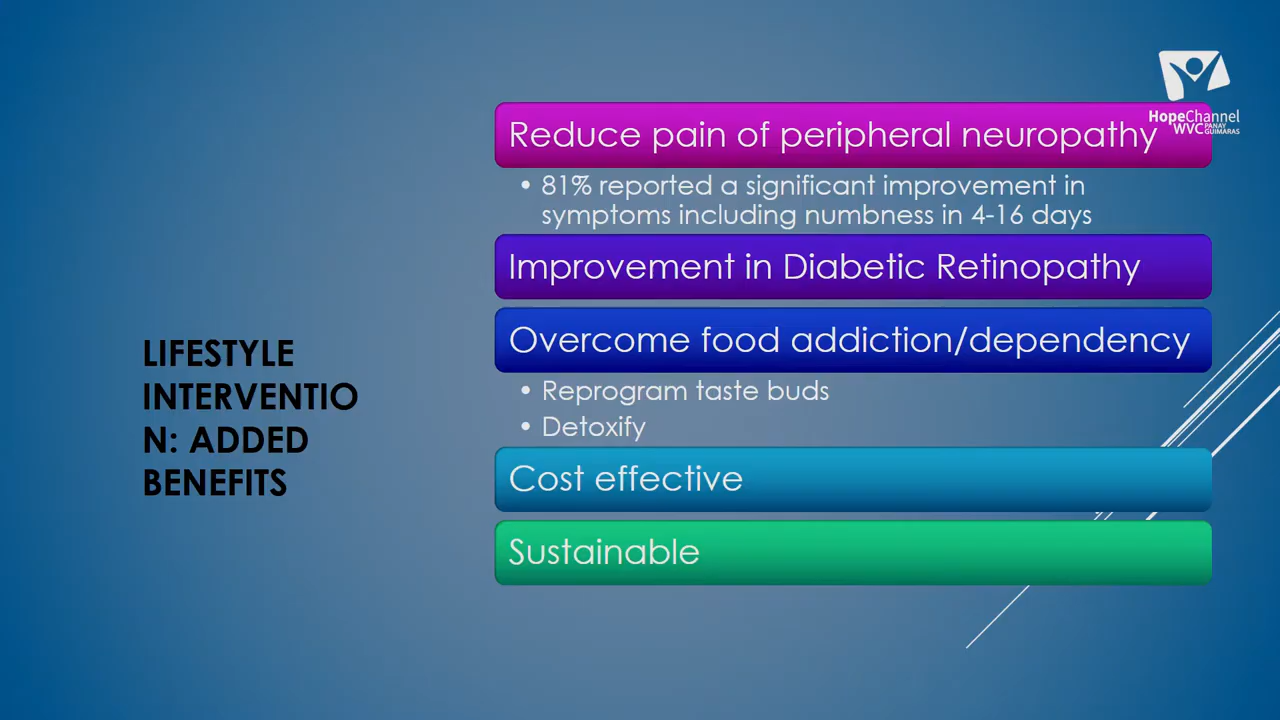 HopeChannel
WVC PANAY GUIMARAS
Reduce pain of peripheral neuropathy
• 81% reported a significant improvement in
symptoms including numbness in 4-16 days
Improvement in Diabetic Retinopathy
Overcome food addiction/dependency
• Reprogram taste buds
• Detoxify
Cost effective
Sustainable
LIFESTYLE
INTERVENTIO
N: ADDED
BENEFITS